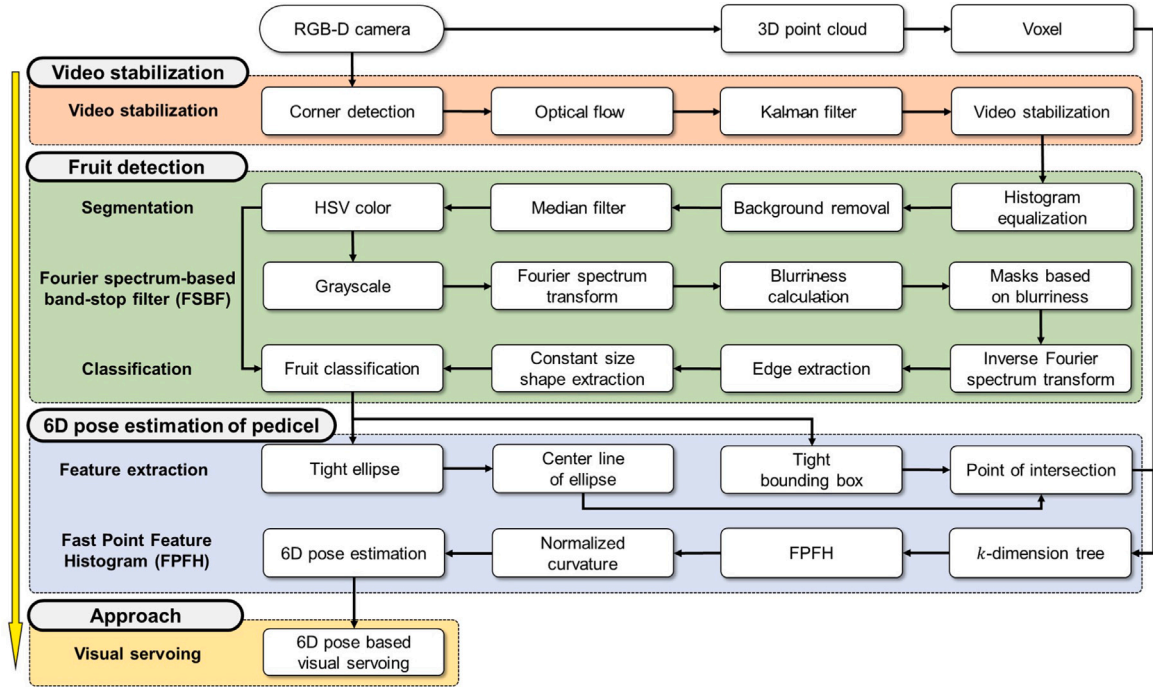 RGB-D camera
3D point cloud
Voxel
Video stabilization
Video stabilization
Corner detection
Optical flow
Kalman filter
Video stabilization
Fruit detection
Segmentation
HSV color
Median filter
Background removal
Histogram
equalization
Fourier spectrum-based
band-stop filter (FSBF)
Grayscale
Fourier spectrum
transform
Blurriness
calculation
Masks based
on blurriness
Classification
Fruit classification
Constant size
shape extraction
Edge extraction
Inverse Fourier
spectrum transform
6D pose estimation of pedicel
Feature extraction
Tight ellipse
Center line
of ellipse
Tight
bounding box
Point of intersection
Fast Point Feature
Histogram (FPFH)
6D pose estimation
Normalized
curvature
FPFH
k-dimension tree
Approach
Visual servoing
6D pose based
visual servoing